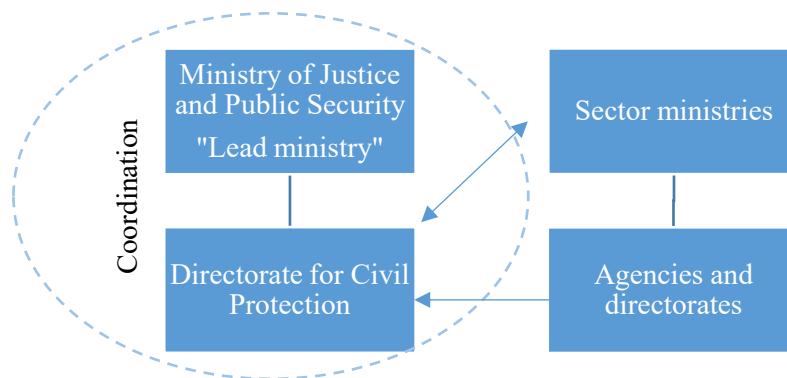 Coordination
Ministry of Justice
and Public Security
"Lead ministry"
Sector ministries
Directorate for Civil
Protection
Agencies and
directorates